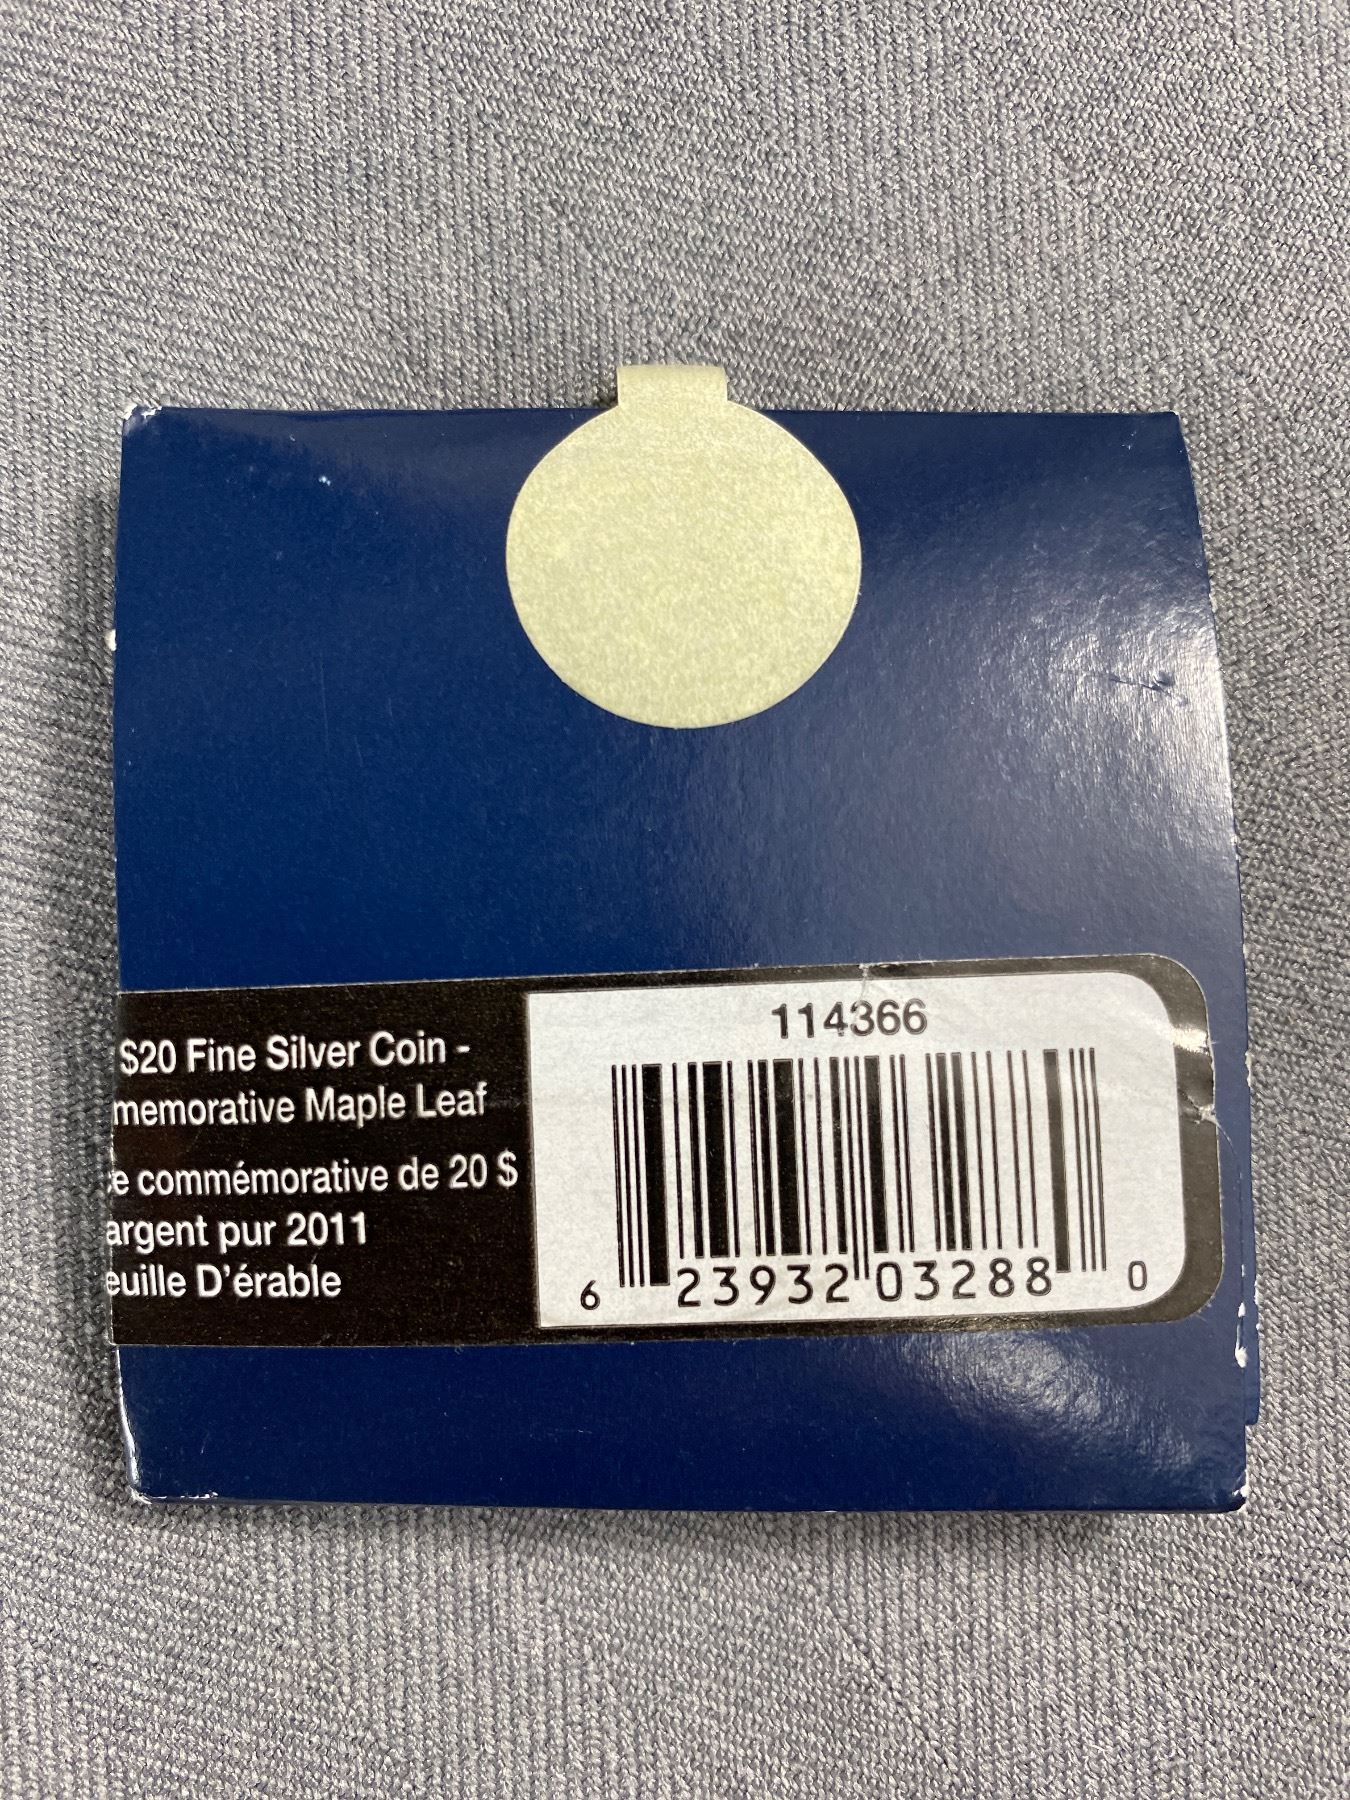 $20 Fine Silver Coin -
memorative Maple Leaf
e commémorative de 20 $
argent pur 2011
euille D'érable
114366
6 23932 03288 0